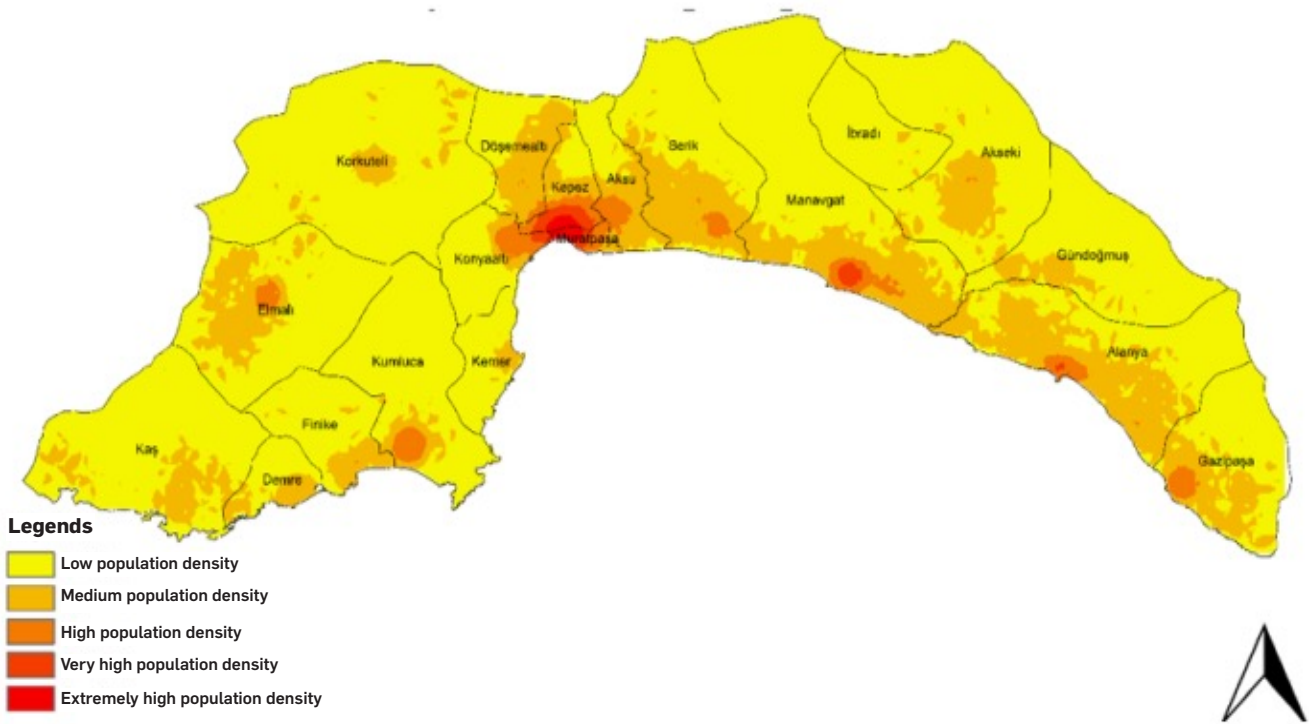 Korkuteli
Döşemealtı
Kepez
Aksu
Serik
Manavgat
İbradı
Akseki
Gündoğmuş
Konyaaltı
Muratpaşa
Elmalı
Kumluca
Kemer
Alanya
Finike
Kaş
Demre
Gazipaşa
Legends
Low population density
Medium population density
High population density
Very high population density
Extremely high population density